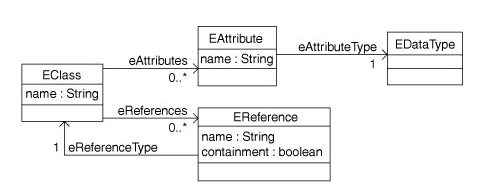 EAttribute
name : String
eAttributeType
1
EDataType
eAttributes
0..*
EClass
name : String
eReferences
0..*
EReference
name : String
containment : boolean
1
eReferenceType